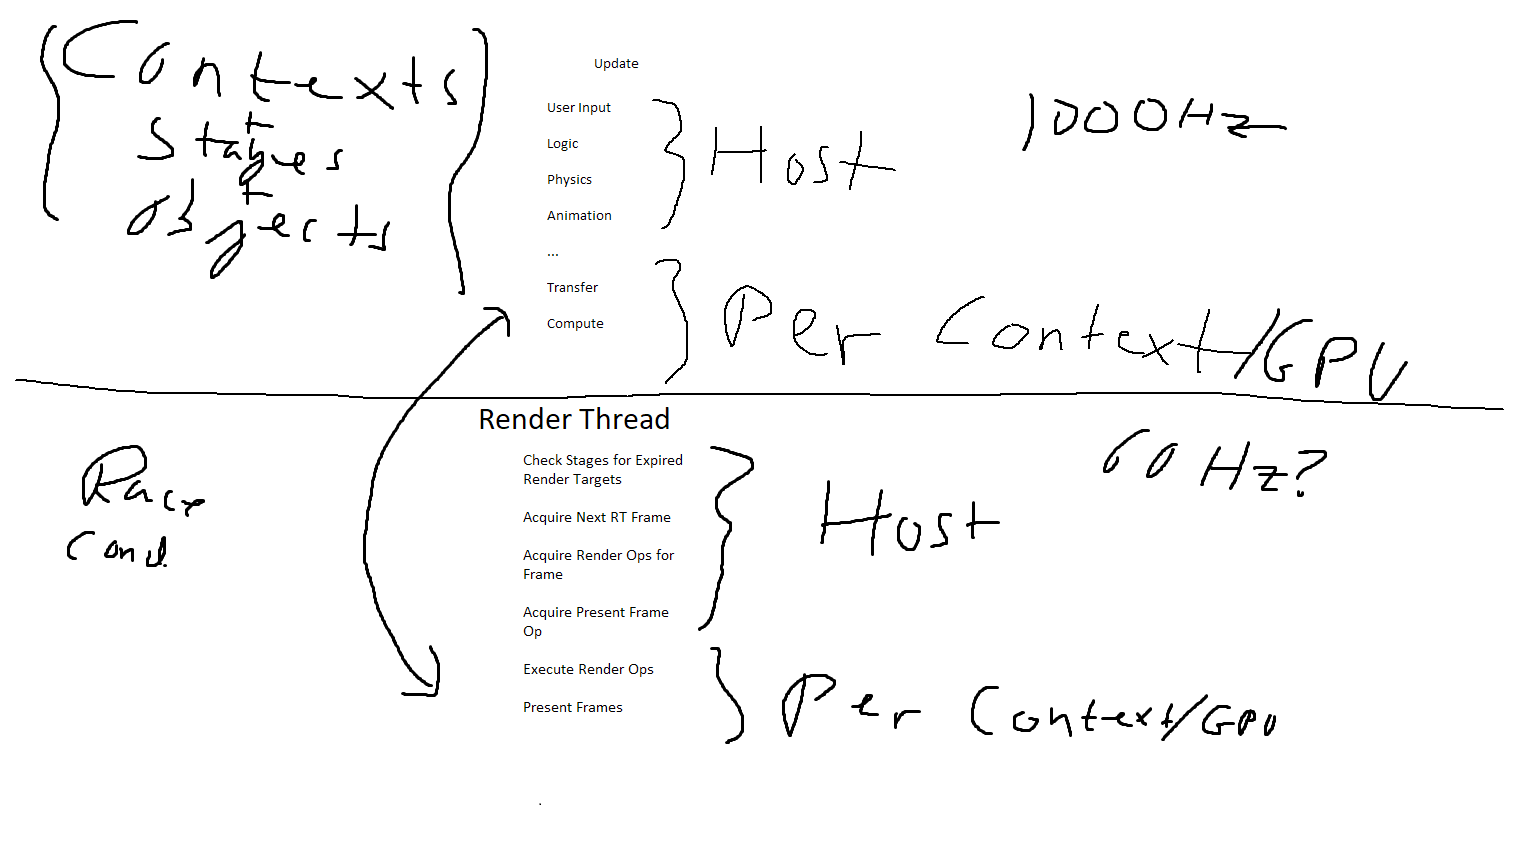 Contexts
+
Stages
+
Objects
Update
User Input
Logic
Physics
Animation
...
Transfer
Compute
Host
1000Hz
Per Context/GPU
Render Thread
Check Stages for Expired
Render Targets
Acquire Next RT Frame
Acquire Render Ops for
Frame
Acquire Present Frame
Op
Execute Render Ops
Present Frames
Host
60Hz?
Per Context/GPU
Race
Cond.